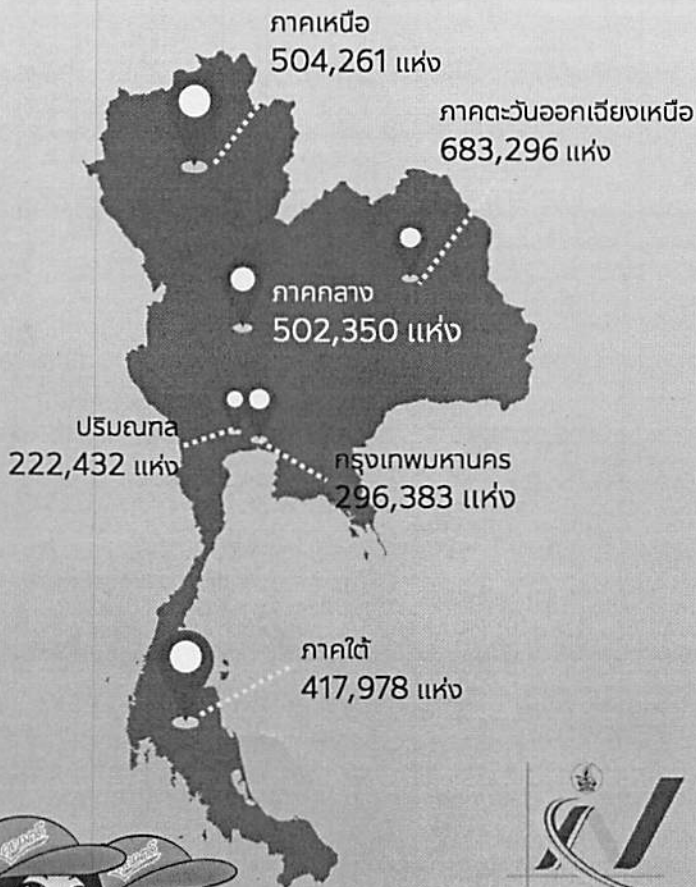 ภาคเหนือ
504,261 แห่ง
ภาคตะวันออกเฉียงเหนือ
683,296 แห่ง
ภาคกลาง
502,350 แห่ง
ปริมณฑล
222,432 แห่ง
กรุงเทพมหานคร
296,383 แห่ง
ภาคใต้
417,978 แห่ง